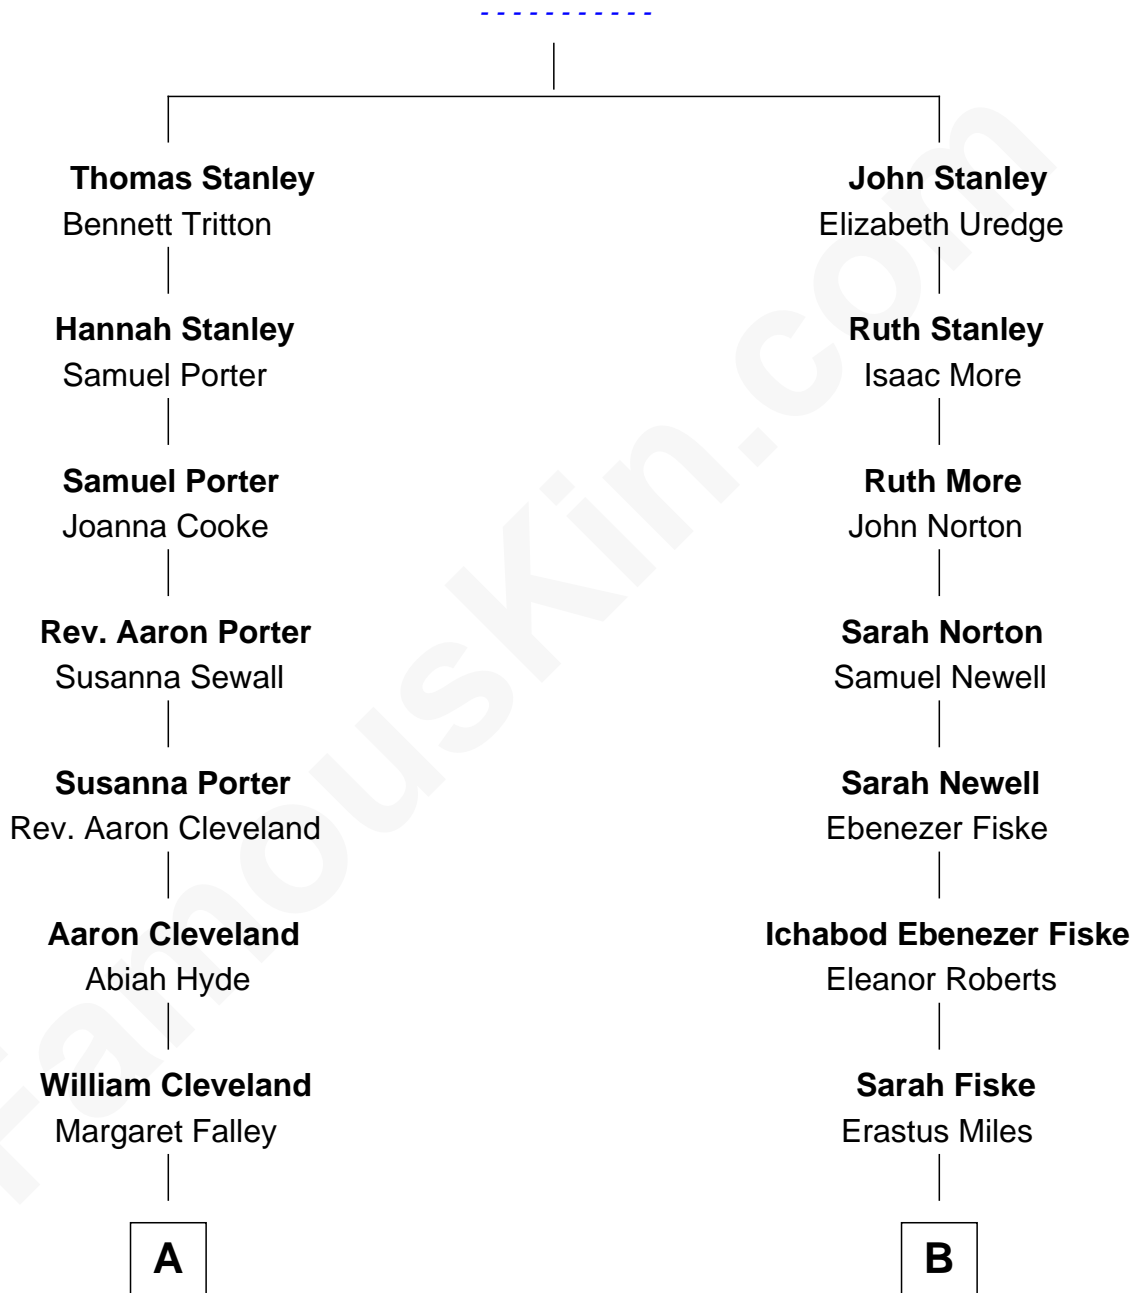 - - - - - - - - - - -
Thomas Stanley
Bennett Tritton
John Stanley
Elizabeth Uredge
Hannah Stanley
Samuel Porter
Ruth Stanley
Isaac More
Samuel Porter
Joanna Cooke
Ruth More
John Norton
Rev. Aaron Porter
Susanna Sewall
Sarah Norton
Samuel Newell
Susanna Porter
Rev. Aaron Cleveland
Sarah Newell
Ebenezer Fiske
Aaron Cleveland
Abiah Hyde
Ichabod Ebenezer Fiske
Eleanor Roberts
William Cleveland
Margaret Falley
Sarah Fiske
Erastus Miles
A
B
FamousKin.com